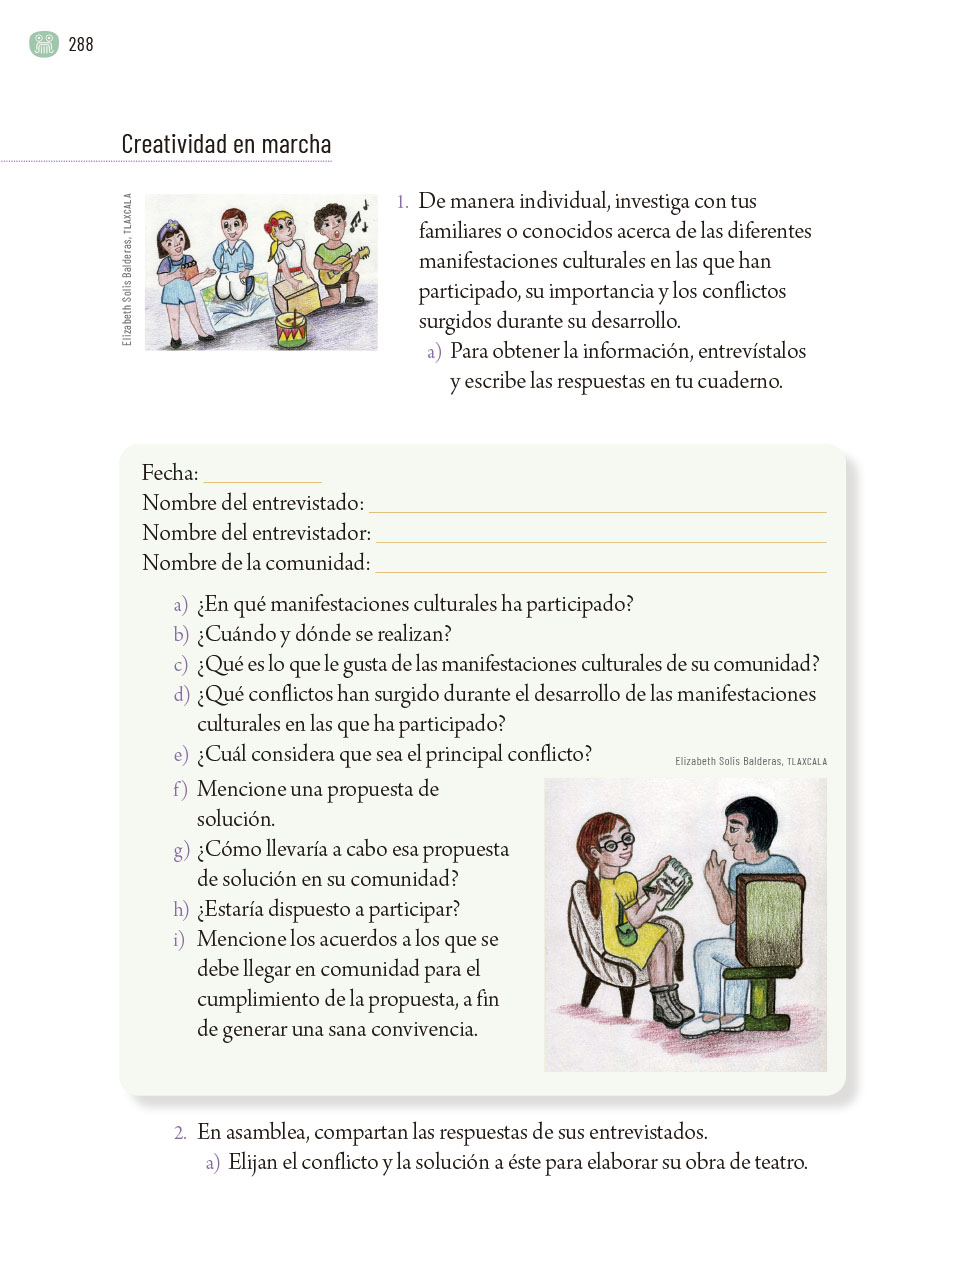 288
Creatividad en marcha
Elizabeth Solís Balderas, TLAXCALA
1. De manera individual, investiga con tus
familiares o conocidos acerca de las diferentes
manifestaciones culturales en las que han
participado, su importancia y los conflictos
surgidos durante su desarrollo.
a) Para obtener la información, entrevístalos
y escribe las respuestas en tu cuaderno.
Fecha:
Nombre del entrevistado:
Nombre del entrevistador:
Nombre de la comunidad:
a) ¿En qué manifestaciones culturales ha participado?
b) ¿Cuándo y dónde se realizan?
c) ¿Qué es lo que le gusta de las manifestaciones culturales de su comunidad?
d) ¿Qué conflictos han surgido durante el desarrollo de las manifestaciones
culturales en las que ha participado?
e) ¿Cuál considera que sea el principal conflicto?
Elizabeth Solís Balderas, TLAXCALA
f) Mencione una propuesta de
solución.
g) ¿Cómo llevaría a cabo esa propuesta
de solución en su comunidad?
h) ¿Estaría dispuesto a participar?
i) Mencione los acuerdos a los que se
debe llegar en comunidad para el
cumplimiento de la propuesta, a fin
de generar una sana convivencia.
2. En asamblea, compartan las respuestas de sus entrevistados.
a) Elijan el conflicto y la solución a éste para elaborar su obra de teatro.